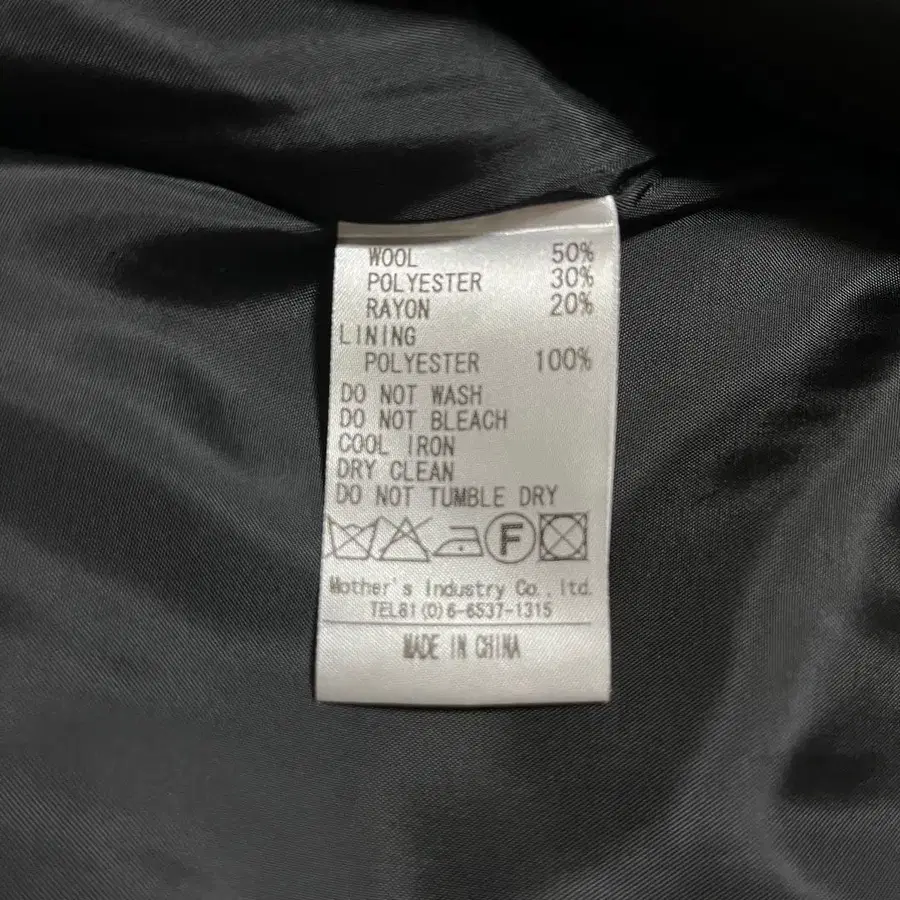 WOOL 50%
POLYESTER 30%
RAYON 20%
LINING
POLYESTER 100%
DO NOT WASH
DO NOT BLEACH
COOL IRON
DRY CLEAN
DO NOT TUMBLE DRY
F
Mother's Industry Co.,ltd.
TEL81(0)6-6537-1315
MADE IN CHINA